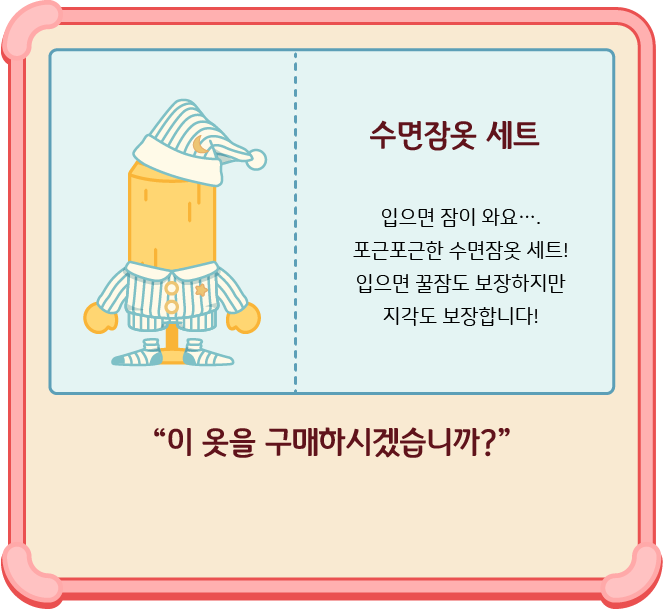 수면잠옷 세트
입으면 잠이 와요….
포근포근한 수면잠옷 세트!
입으면 꿀잠도 보장하지만
지각도 보장합니다!
“이 옷을 구매하시겠습니까?”